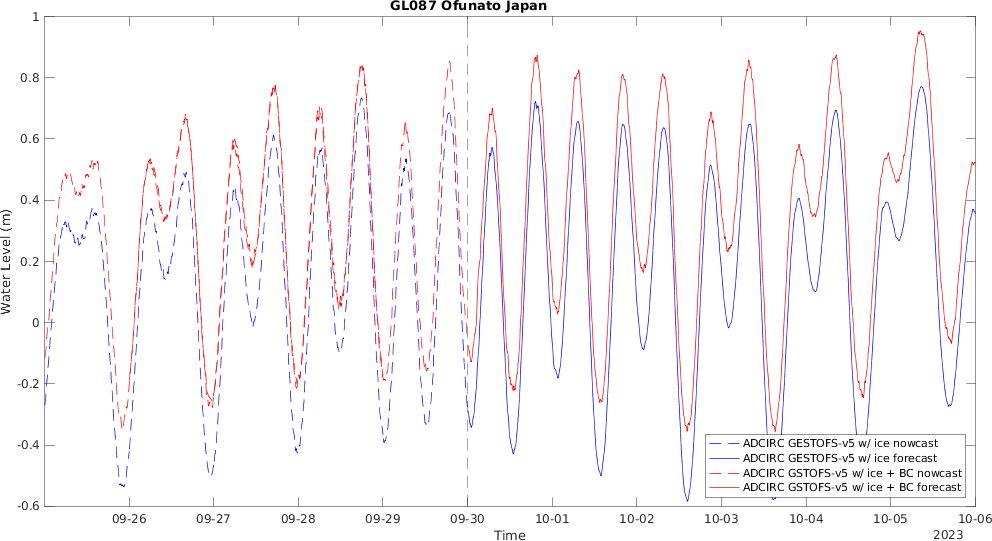 GL087 Ofunato Japan
Water Level (m)
1
0.8
0.6
0.4
0.2
0
-0.2
-0.4
-0.6
ADCIRC GESTOFS-v5 w/ ice nowcast
ADCIRC GESTOFS-v5 w/ ice forecast
ADCIRC GSTOFS-v5 w/ ice + BC nowcast
ADCIRC GSTOFS-v5 w/ ice + BC forecast
09-26 09-27 09-28 09-29 09-30 10-01 10-02 10-03 10-04 10-05 10-06
Time
2023